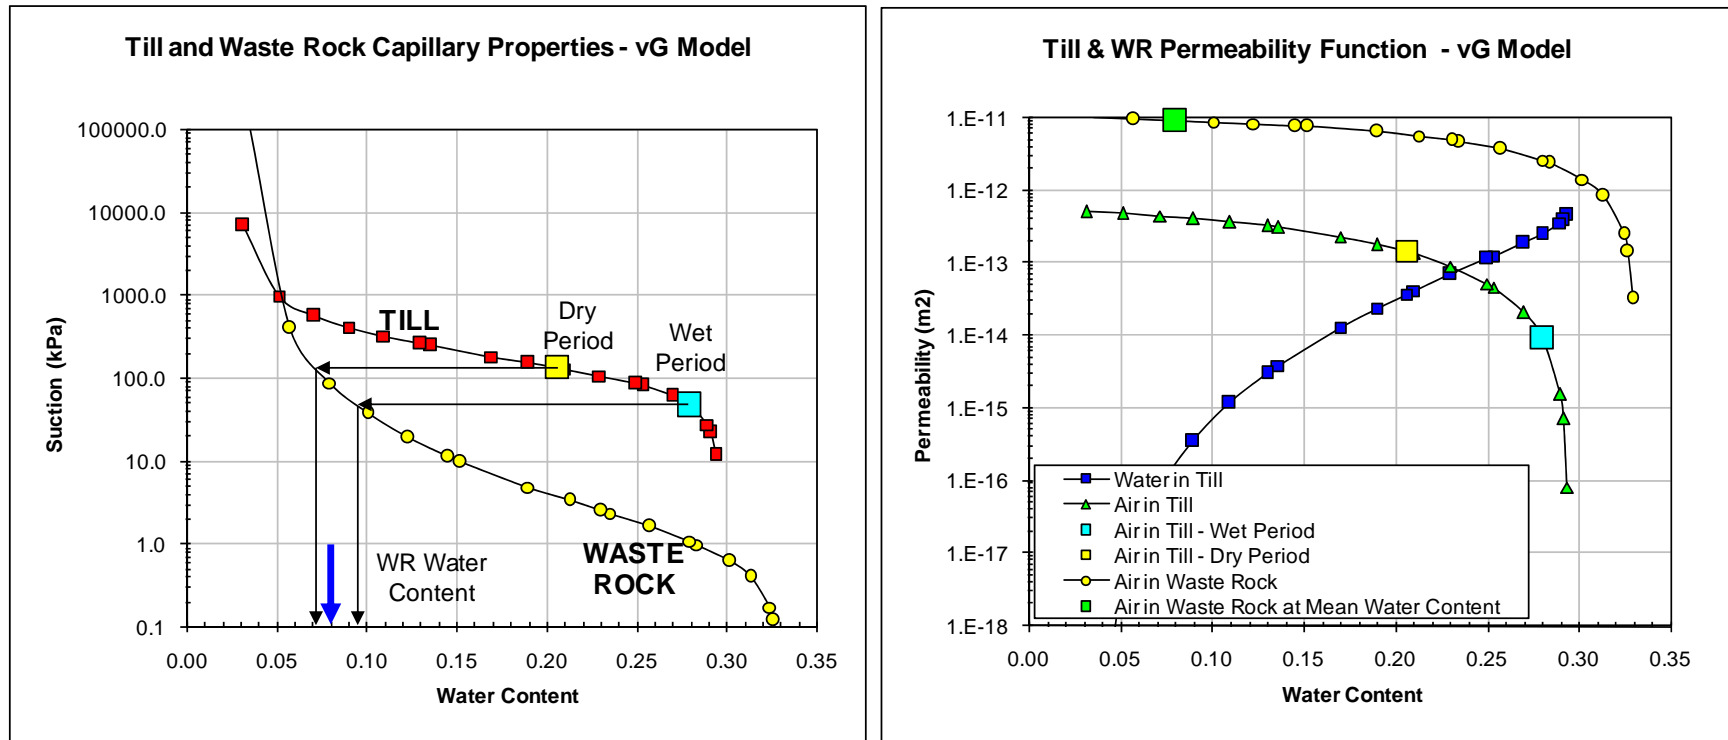 Till and Waste Rock Capillary Properties - vG Model
100000.0
10000.0
1000.0
100.0
10.0
1.0
0.1
Suction (kPa)
TILL
Dry
Period
Wet
Period
WR Water
Content
WASTE
ROCK
0.00 0.05 0.10 0.15 0.20 0.25 0.30 0.35
Water Content
Till & WR Permeability Function - vG Model
1.E-11
1.E-12
1.E-13
1.E-14
1.E-15
1.E-16
1.E-17
1.E-18
Permeability (m2)
Water in Till
Air in Till
Air in Till - Wet Period
Air in Till - Dry Period
Air in Waste Rock
Air in Waste Rock at Mean Water Content
0.00 0.05 0.10 0.15 0.20 0.25 0.30 0.35
Water Content